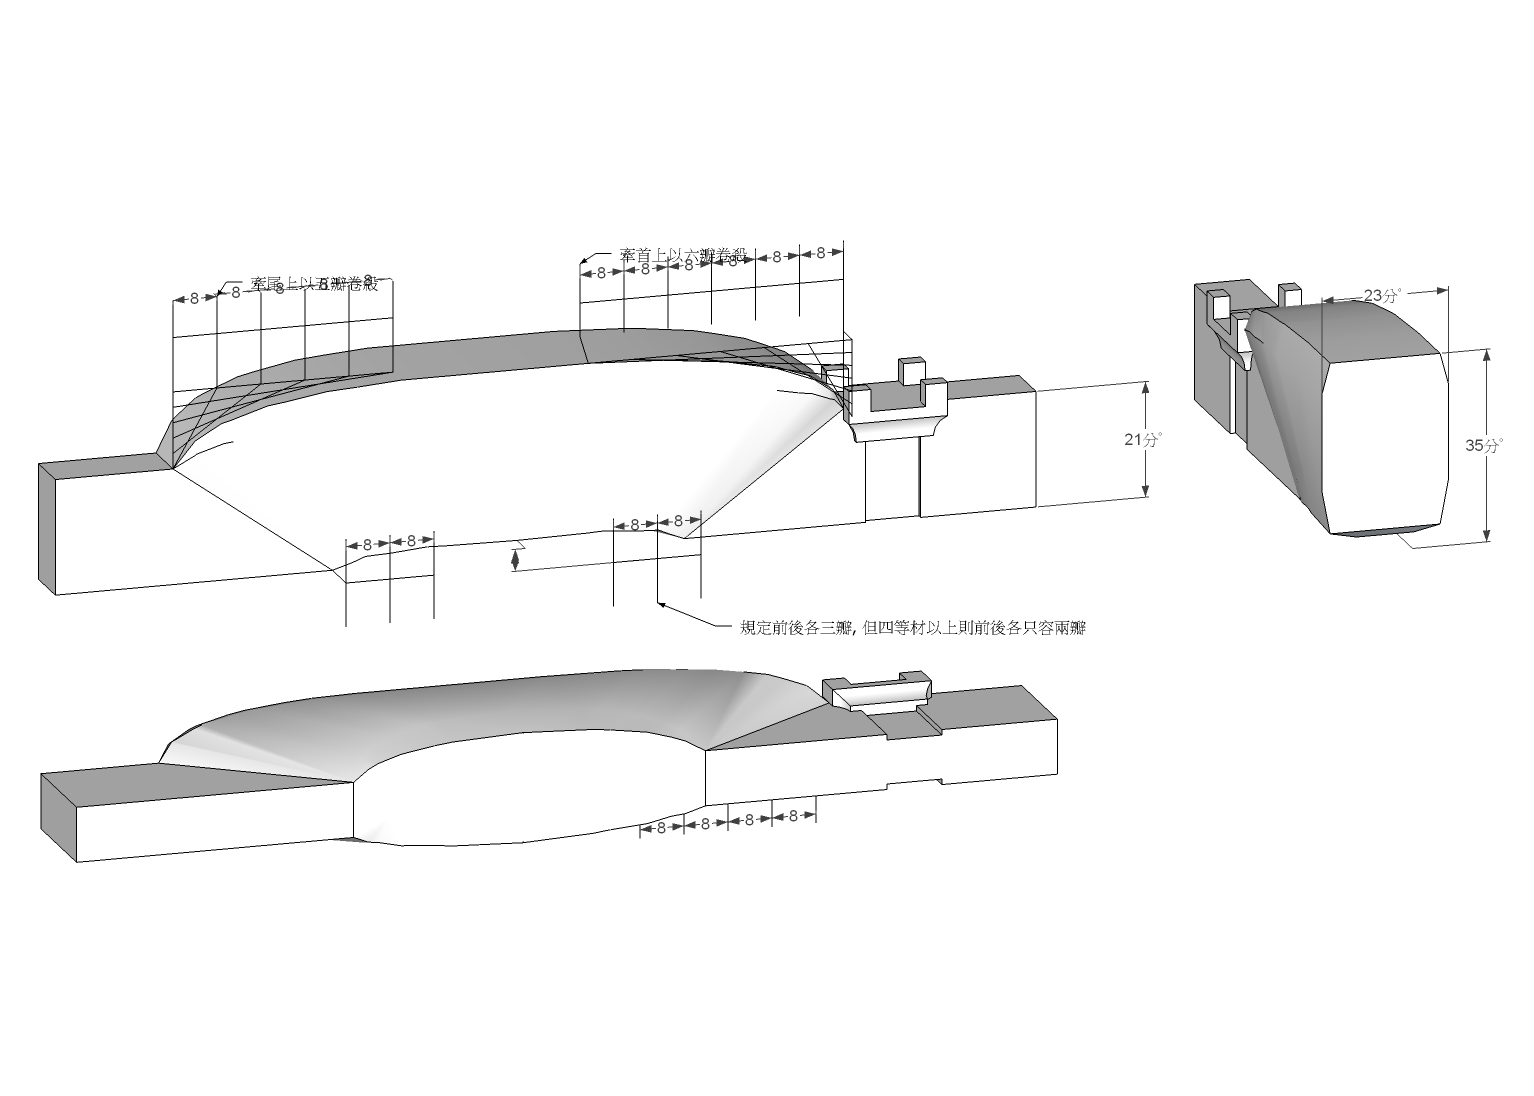 牽首上以六瓣卷殺
8 8 8 8 8 8
牽尾上以五瓣卷殺
8 8 8 8 8
23分°
21分°
35分°
8 8
8 8
規定前後各三瓣, 但四等材以上則前後各只容兩瓣
8 8 8 8